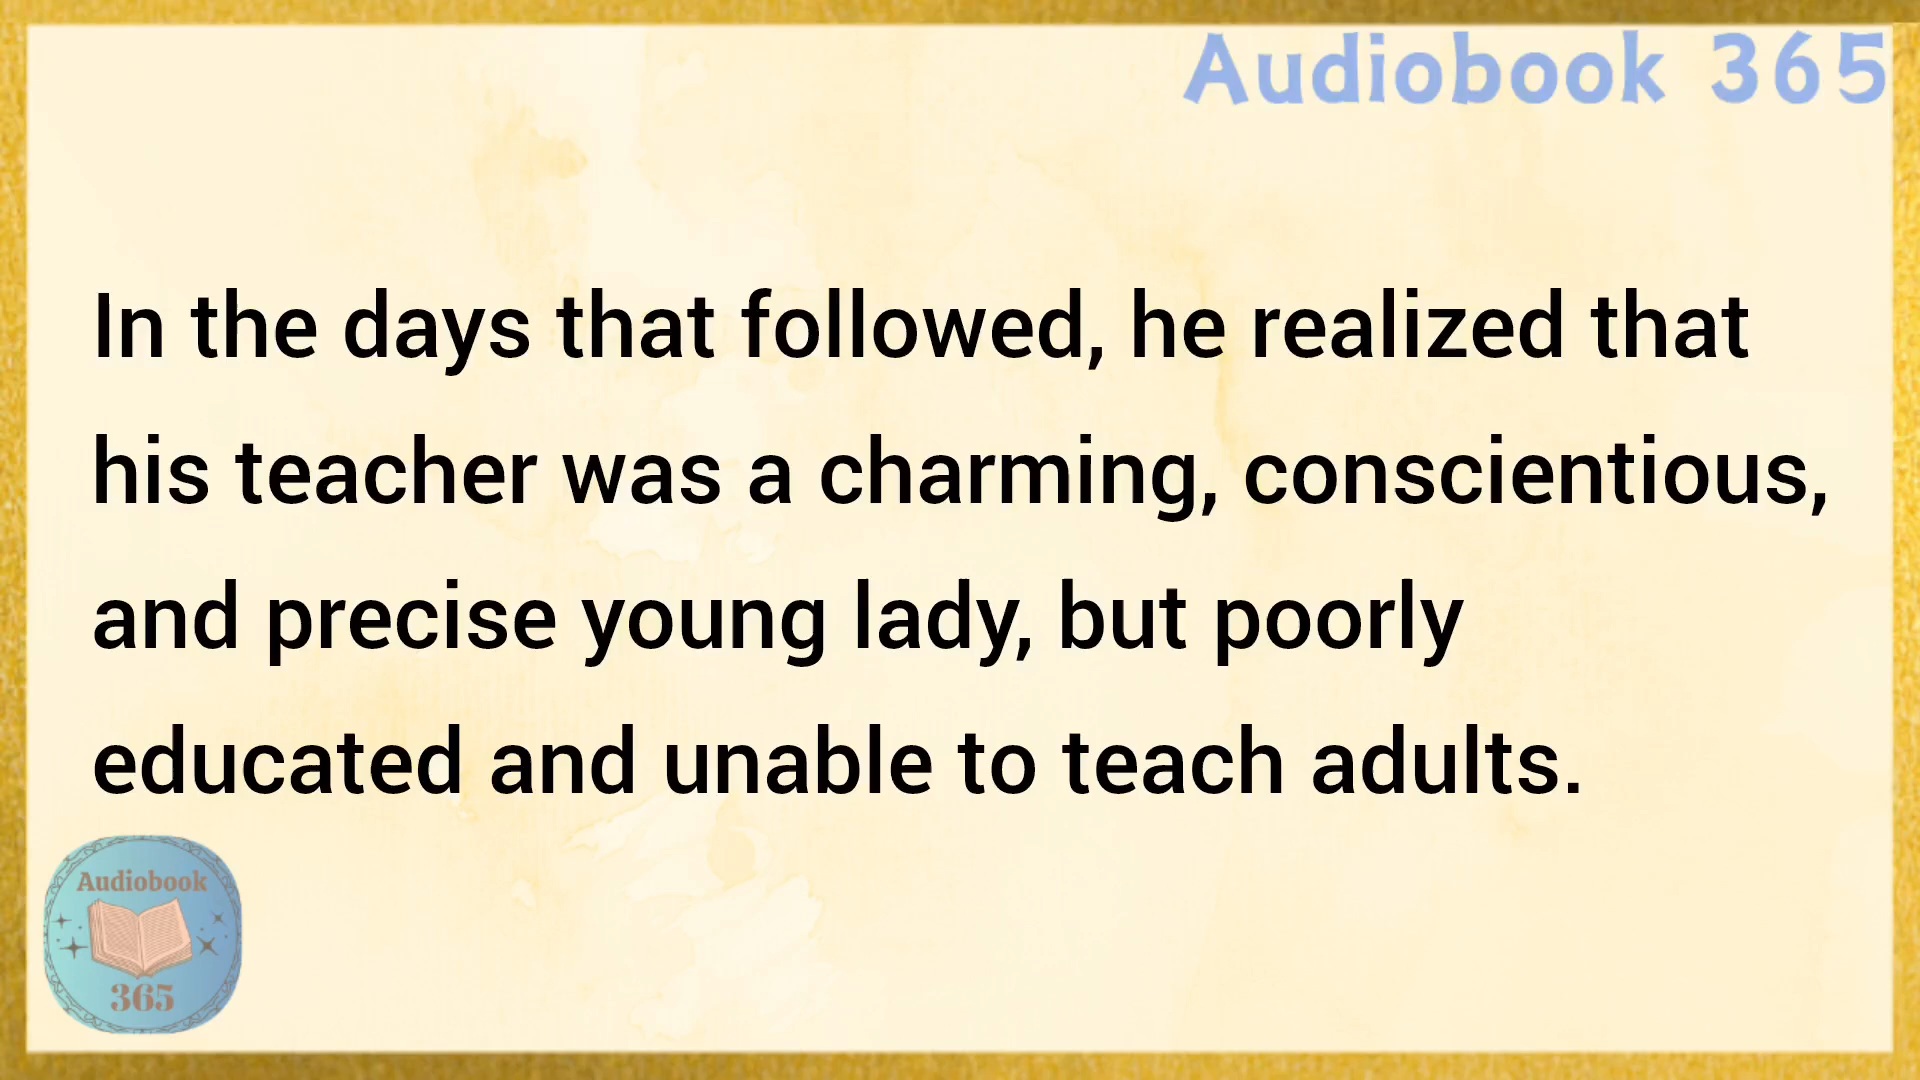 Audiobook 365
In the days that followed, he realized that
his teacher was a charming, conscientious,
and precise young lady, but poorly
educated and unable to teach adults.
Audiobook
365